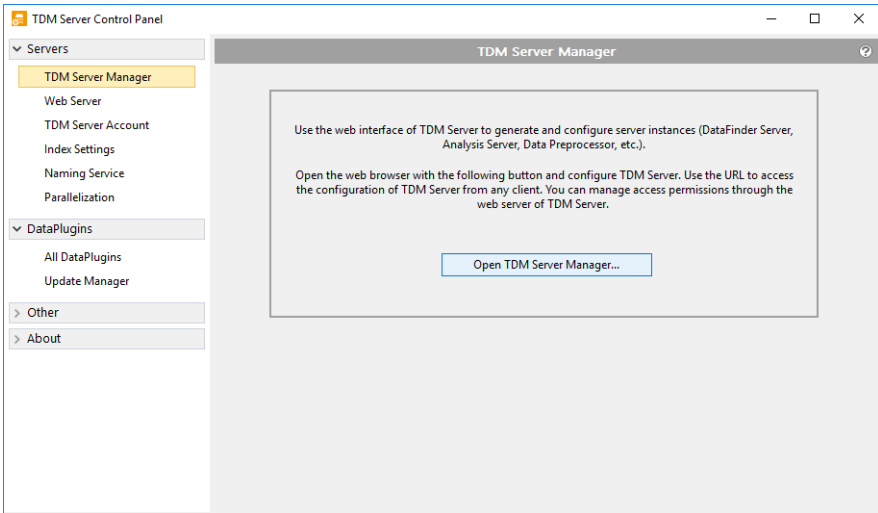 TDM Server Control Panel
Servers
TDM Server Manager
Web Server
TDM Server Account
Index Settings
Naming Service
Parallelization
DataPlugins
All DataPlugins
Update Manager
Other
About
TDM Server Manager
Use the web interface of TDM Server to generate and configure server instances (DataFinder Server,
Analysis Server, Data Preprocessor, etc.).
Open the web browser with the following button and configure TDM Server. Use the URL to access
the configuration of TDM Server from any client. You can manage access permissions through the
web server of TDM Server.
Open TDM Server Manager...